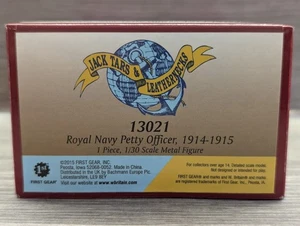 JACK TARS & LEATHERNECKS
13021
Royal Navy Petty Officer, 1914-1915
1 Piece, 1/30 Scale Metal Figure
1st
FIRST GEAR
©2015 FIRST GEAR, INC.
Peosta, Iowa 52068-0052. Made in China.
Distributed in the UK by Bachmann Europe Plc.
Leicestershire, LE9 8EY
Visit our website at www.wbritain.com
For collectors over age 14. Detailed scale model.
Not designed or intended for play.
FIRST GEAR® and marks and W. Britain® and marks
are registered trademarks of First Gear, Inc., Peosta, IA.